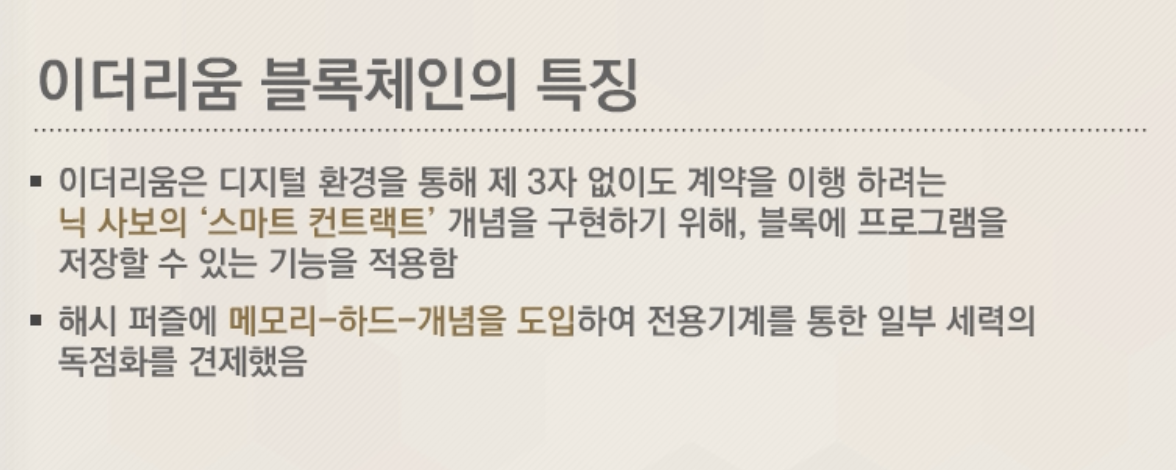 이더리움 블록체인의 특징
▪ 이더리움은 디지털 환경을 통해 제 3자 없이도 계약을 이행 하려는
닉 사보의 ‘스마트 컨트랙트’ 개념을 구현하기 위해, 블록에 프로그램을
저장할 수 있는 기능을 적용함
▪ 해시 퍼즐에 메모리-하드-개념을 도입하여 전용기계를 통한 일부 세력의
독점화를 견제했음